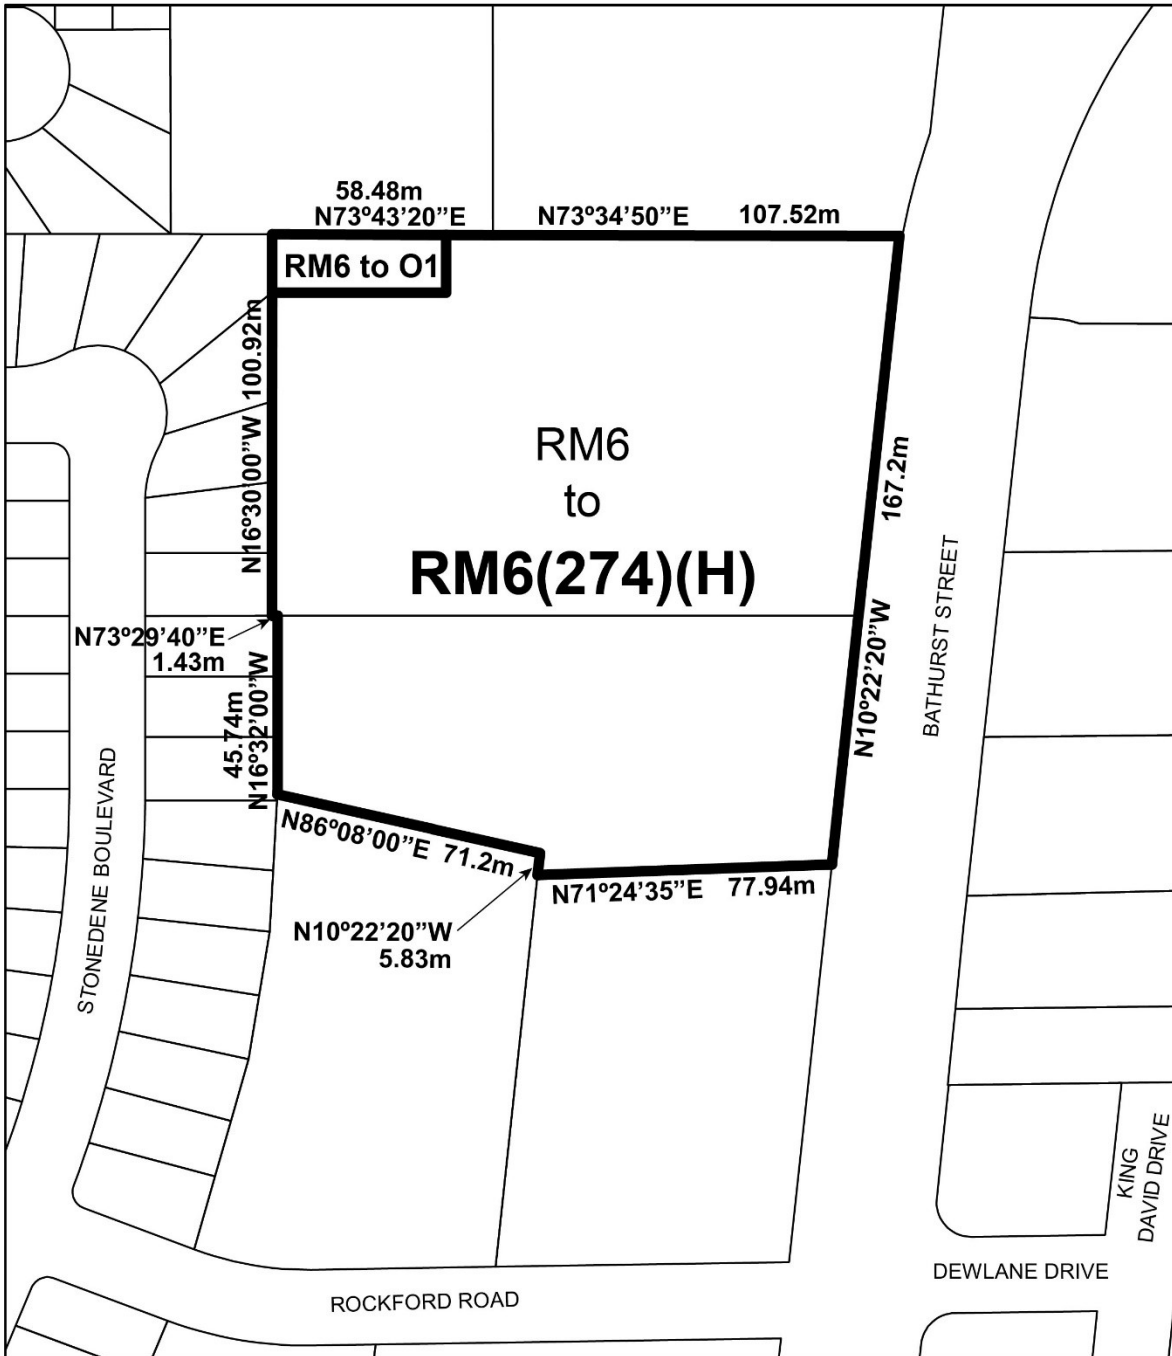 58.48m
N73º43'20”E
N73º34'50”E 107.52m
RM6 to O1
N16º30'00”W 100.92m
RM6
to
RM6(274)(H)
167.2m
N10º22'20”W
BATHURST STREET
N73º29'40”E
1.43m
45.74m
N16º32'00”W
STONEDENE BOULEVARD
N86º08'00”E 71.2m
N71º24'35”E 77.94m
N10º22'20”W
5.83m
KING
DAVID DRIVE
DEWLANE DRIVE
ROCKFORD ROAD